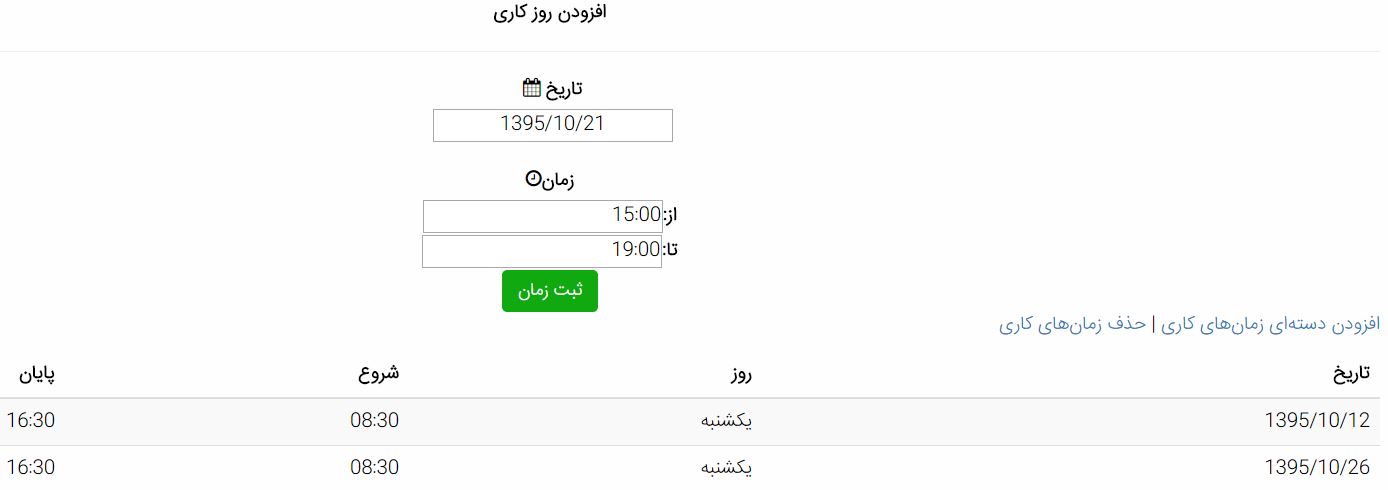 افزودن روز کاری
تاریخ
1395/10/21
زمان
از: 15:00
تا: 19:00
ثبت زمان
افزودن دسته‌ای زمان‌های کاری | حذف زمان‌های کاری
تاریخ روز شروع پایان
1395/10/12 یکشنبه 08:30 16:30
1395/10/26 یکشنبه 08:30 16:30